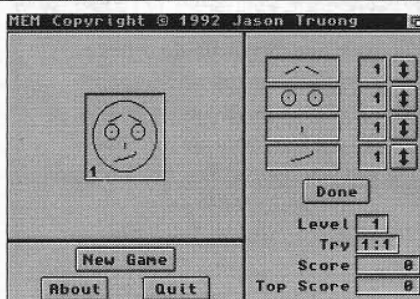 MEM Copyright © 1992 Jason Truong
1
1
1
1
1
Done
Level 1
Try 1:1
Score 0
Top Score 0
New Game
About Quit